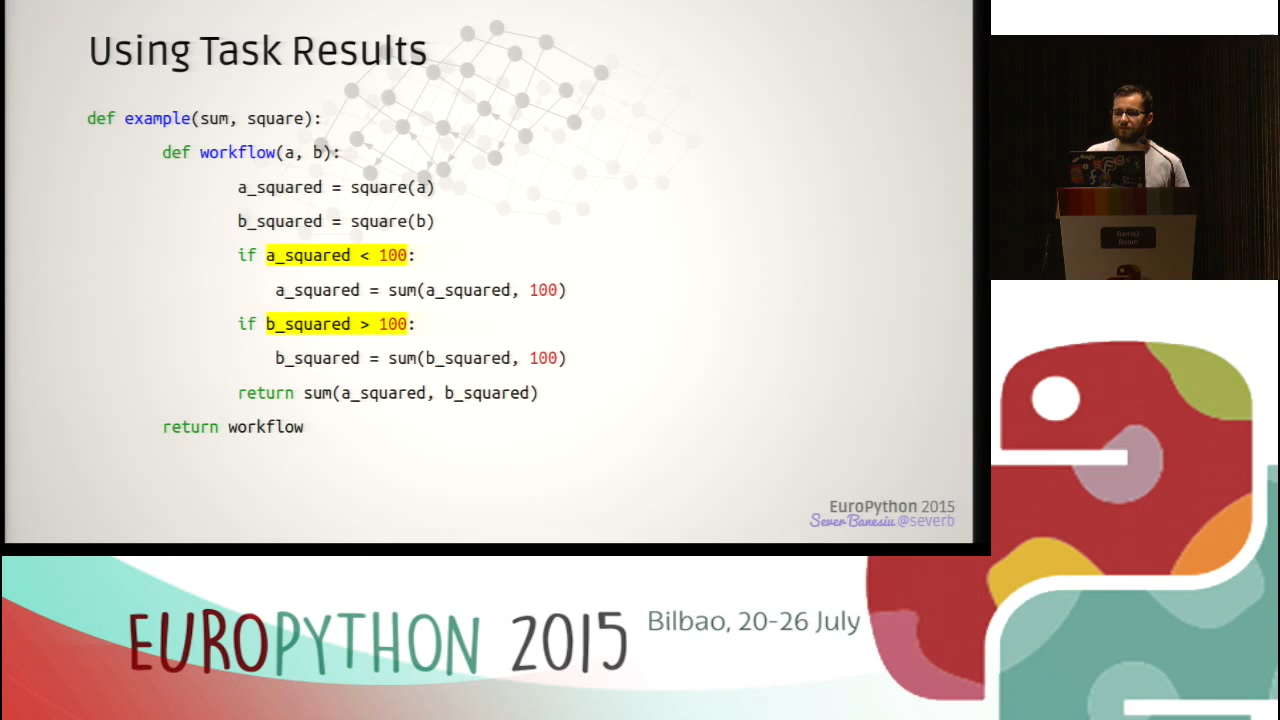 Using Task Results
def example(sum, square):
def workflow(a, b):
a_squared = square(a)
b_squared = square(b)
if a_squared < 100:
a_squared = sum(a_squared, 100)
if b_squared > 100:
b_squared = sum(b_squared, 100)
return sum(a_squared, b_squared)
return workflow
EuroPython 2015
Sever Banesiu @severb
Room
EUROPYTHON 2015
Bilbao, 20-26 July